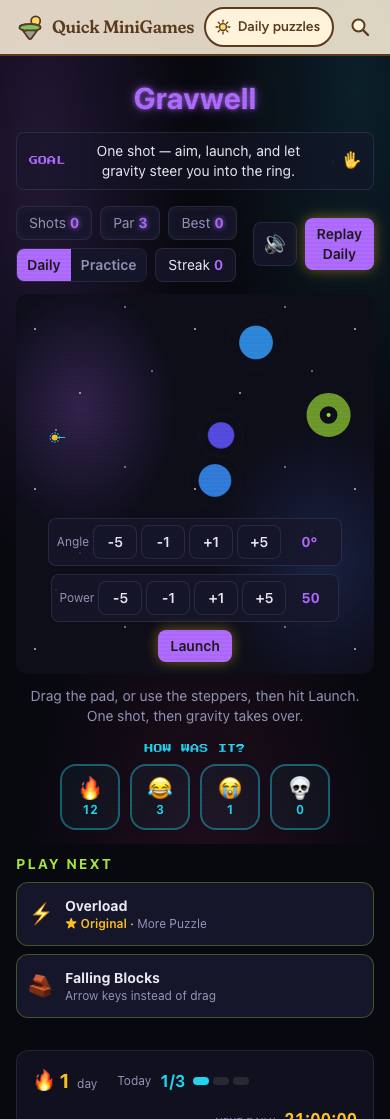 Quick MiniGames
Daily puzzles
Gravwell
GOAL
One shot — aim, launch, and let
gravity steer you into the ring.
Shots 0
Par 3
Best 0
Replay
Daily
Daily
Practice
Streak 0
Angle -5 -1 +1 +5 0°
Power -5 -1 +1 +5 50
Launch
Drag the pad, or use the steppers, then hit Launch.
One shot, then gravity takes over.
HOW WAS IT?
12 3 1 0
PLAY NEXT
Overload
Original · More Puzzle
Falling Blocks
Arrow keys instead of drag
1 day Today 1/3
21:00:00